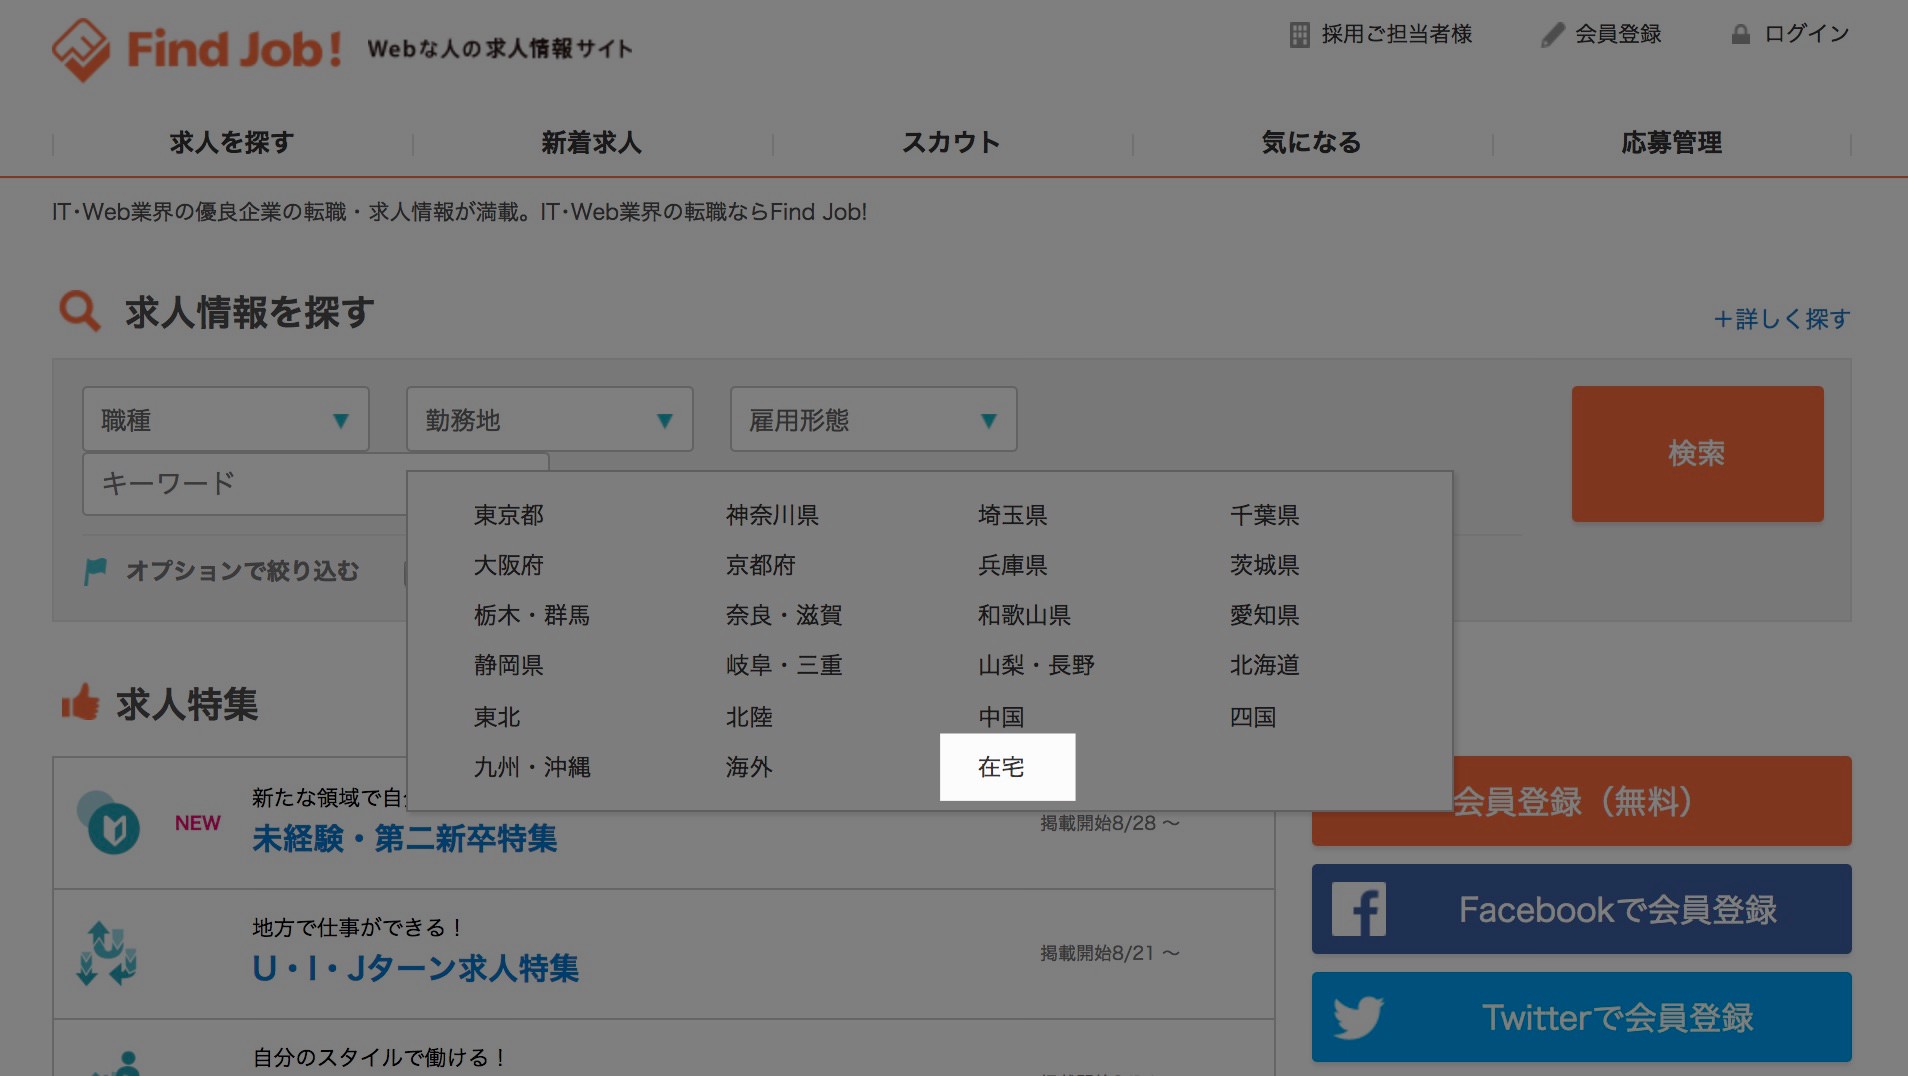 Find Job! Webな人の求人情報サイト
採用ご担当者様 会員登録 ログイン
求人を探す 新着求人 スカウト 気になる 応募管理
IT･Web業界の優良企業の転職・求人情報が満載。IT･Web業界の転職ならFind Job!
求人情報を探す
＋詳しく探す
職種 ▼ 勤務地 ▼ 雇用形態 ▼
検索
キーワード
東京都 神奈川県 埼玉県 千葉県
オプションで絞り込む
大阪府 京都府 兵庫県 茨城県
栃木・群馬 奈良・滋賀 和歌山県 愛知県
静岡県 岐阜・三重 山梨・長野 北海道
東北 北陸 中国 四国
九州・沖縄 海外 在宅
求人特集
NEW
新たな領域で自
未経験・第二新卒特集
掲載開始8/28 ～
地方で仕事ができる！
U・I・Jターン求人特集
掲載開始8/21 ～
自分のスタイルで働ける！
会員登録（無料）
Facebookで会員登録
Twitterで会員登録